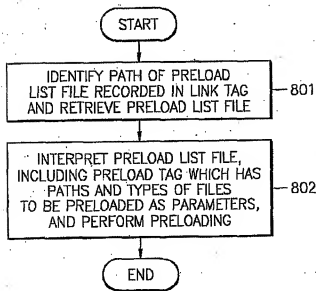 START
IDENTIFY PATH OF PRELOAD
LIST FILE RECORDED IN LINK TAG
AND RETRIEVE PRELOAD LIST FILE
801
INTERPRET PRELOAD LIST FILE,
INCLUDING PRELOAD TAG WHICH HAS
PATHS AND TYPES OF FILES
TO BE PRELOADED AS PARAMETERS,
AND PERFORM PRELOADING
802
END